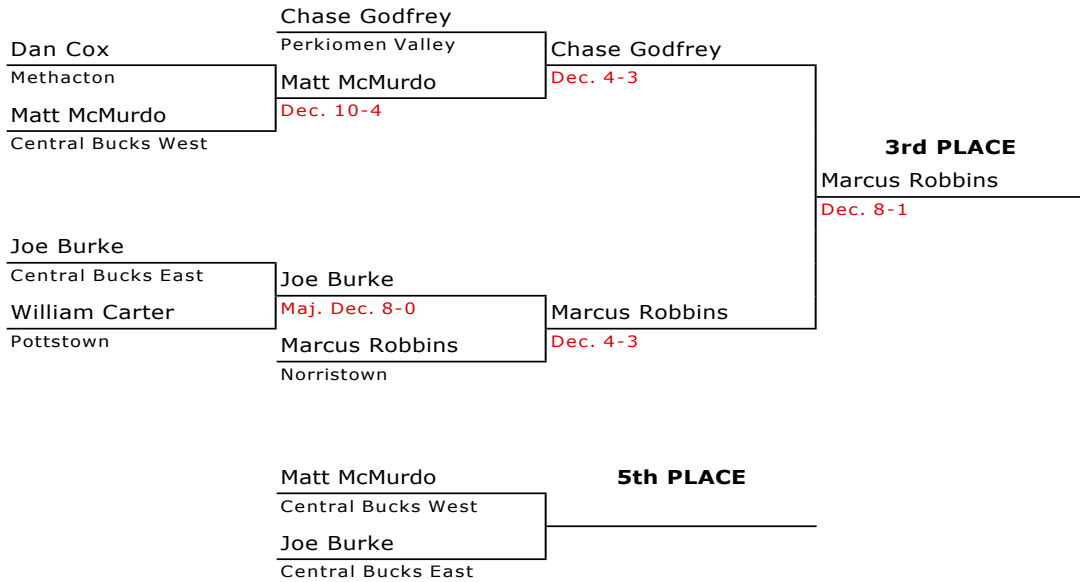 Chase Godfrey
Dan Cox
Perkiomen Valley
Chase Godfrey
Methacton
Matt McMurdo
Dec. 4-3
Matt McMurdo
Dec. 10-4
Central Bucks West
3rd PLACE
Marcus Robbins
Dec. 8-1
Joe Burke
Central Bucks East
Joe Burke
William Carter
Maj. Dec. 8-0
Marcus Robbins
Pottstown
Marcus Robbins
Dec. 4-3
Norristown
Matt McMurdo
5th PLACE
Central Bucks West
Joe Burke
Central Bucks East